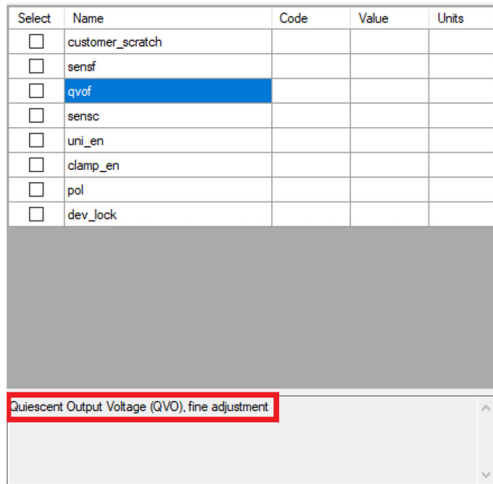 Select Name Code Value Units
customer_scratch
sensf
qvof
sensc
uni_en
clamp_en
pol
dev_lock
Quiescent Output Voltage (QVO), fine adjustment